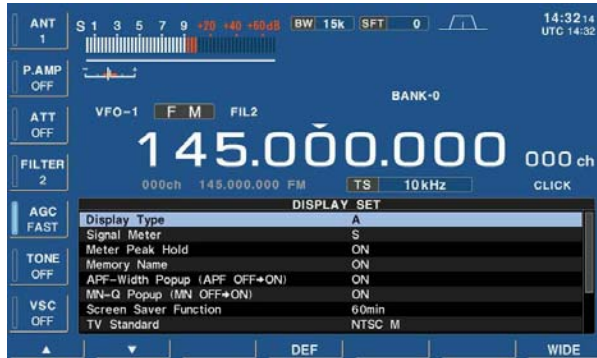 ANT
1
P.AMP
OFF
ATT
OFF
FILTER
2
AGC
FAST
TONE
OFF
VSC
OFF
S 1 3 5 7 9 +20 +40 +60dB
BW 15k SFT 0
14:32 14
UTC 14:32
BANK-0
VFO-1 FM FIL2
145.000.000
000 ch
000ch 145.000.000 FM
TS 10kHz
CLICK
DISPLAY SET
Display Type A
Signal Meter S
Meter Peak Hold ON
Memory Name ON
APF-Width Popup (APF OFF→ON) ON
MN-Q Popup (MN OFF→ON) ON
Screen Saver Function 60min
TV Standard NTSC M
▲ ▼ DEF WIDE